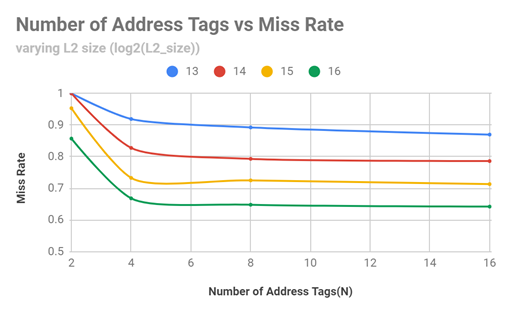 Number of Address Tags vs Miss Rate
varying L2 size (log2(L2_size))
13 14 15 16
1
0.9
0.8
0.7
0.6
0.5
Miss Rate
2 4 6 8 10 12 14 16
Number of Address Tags(N)